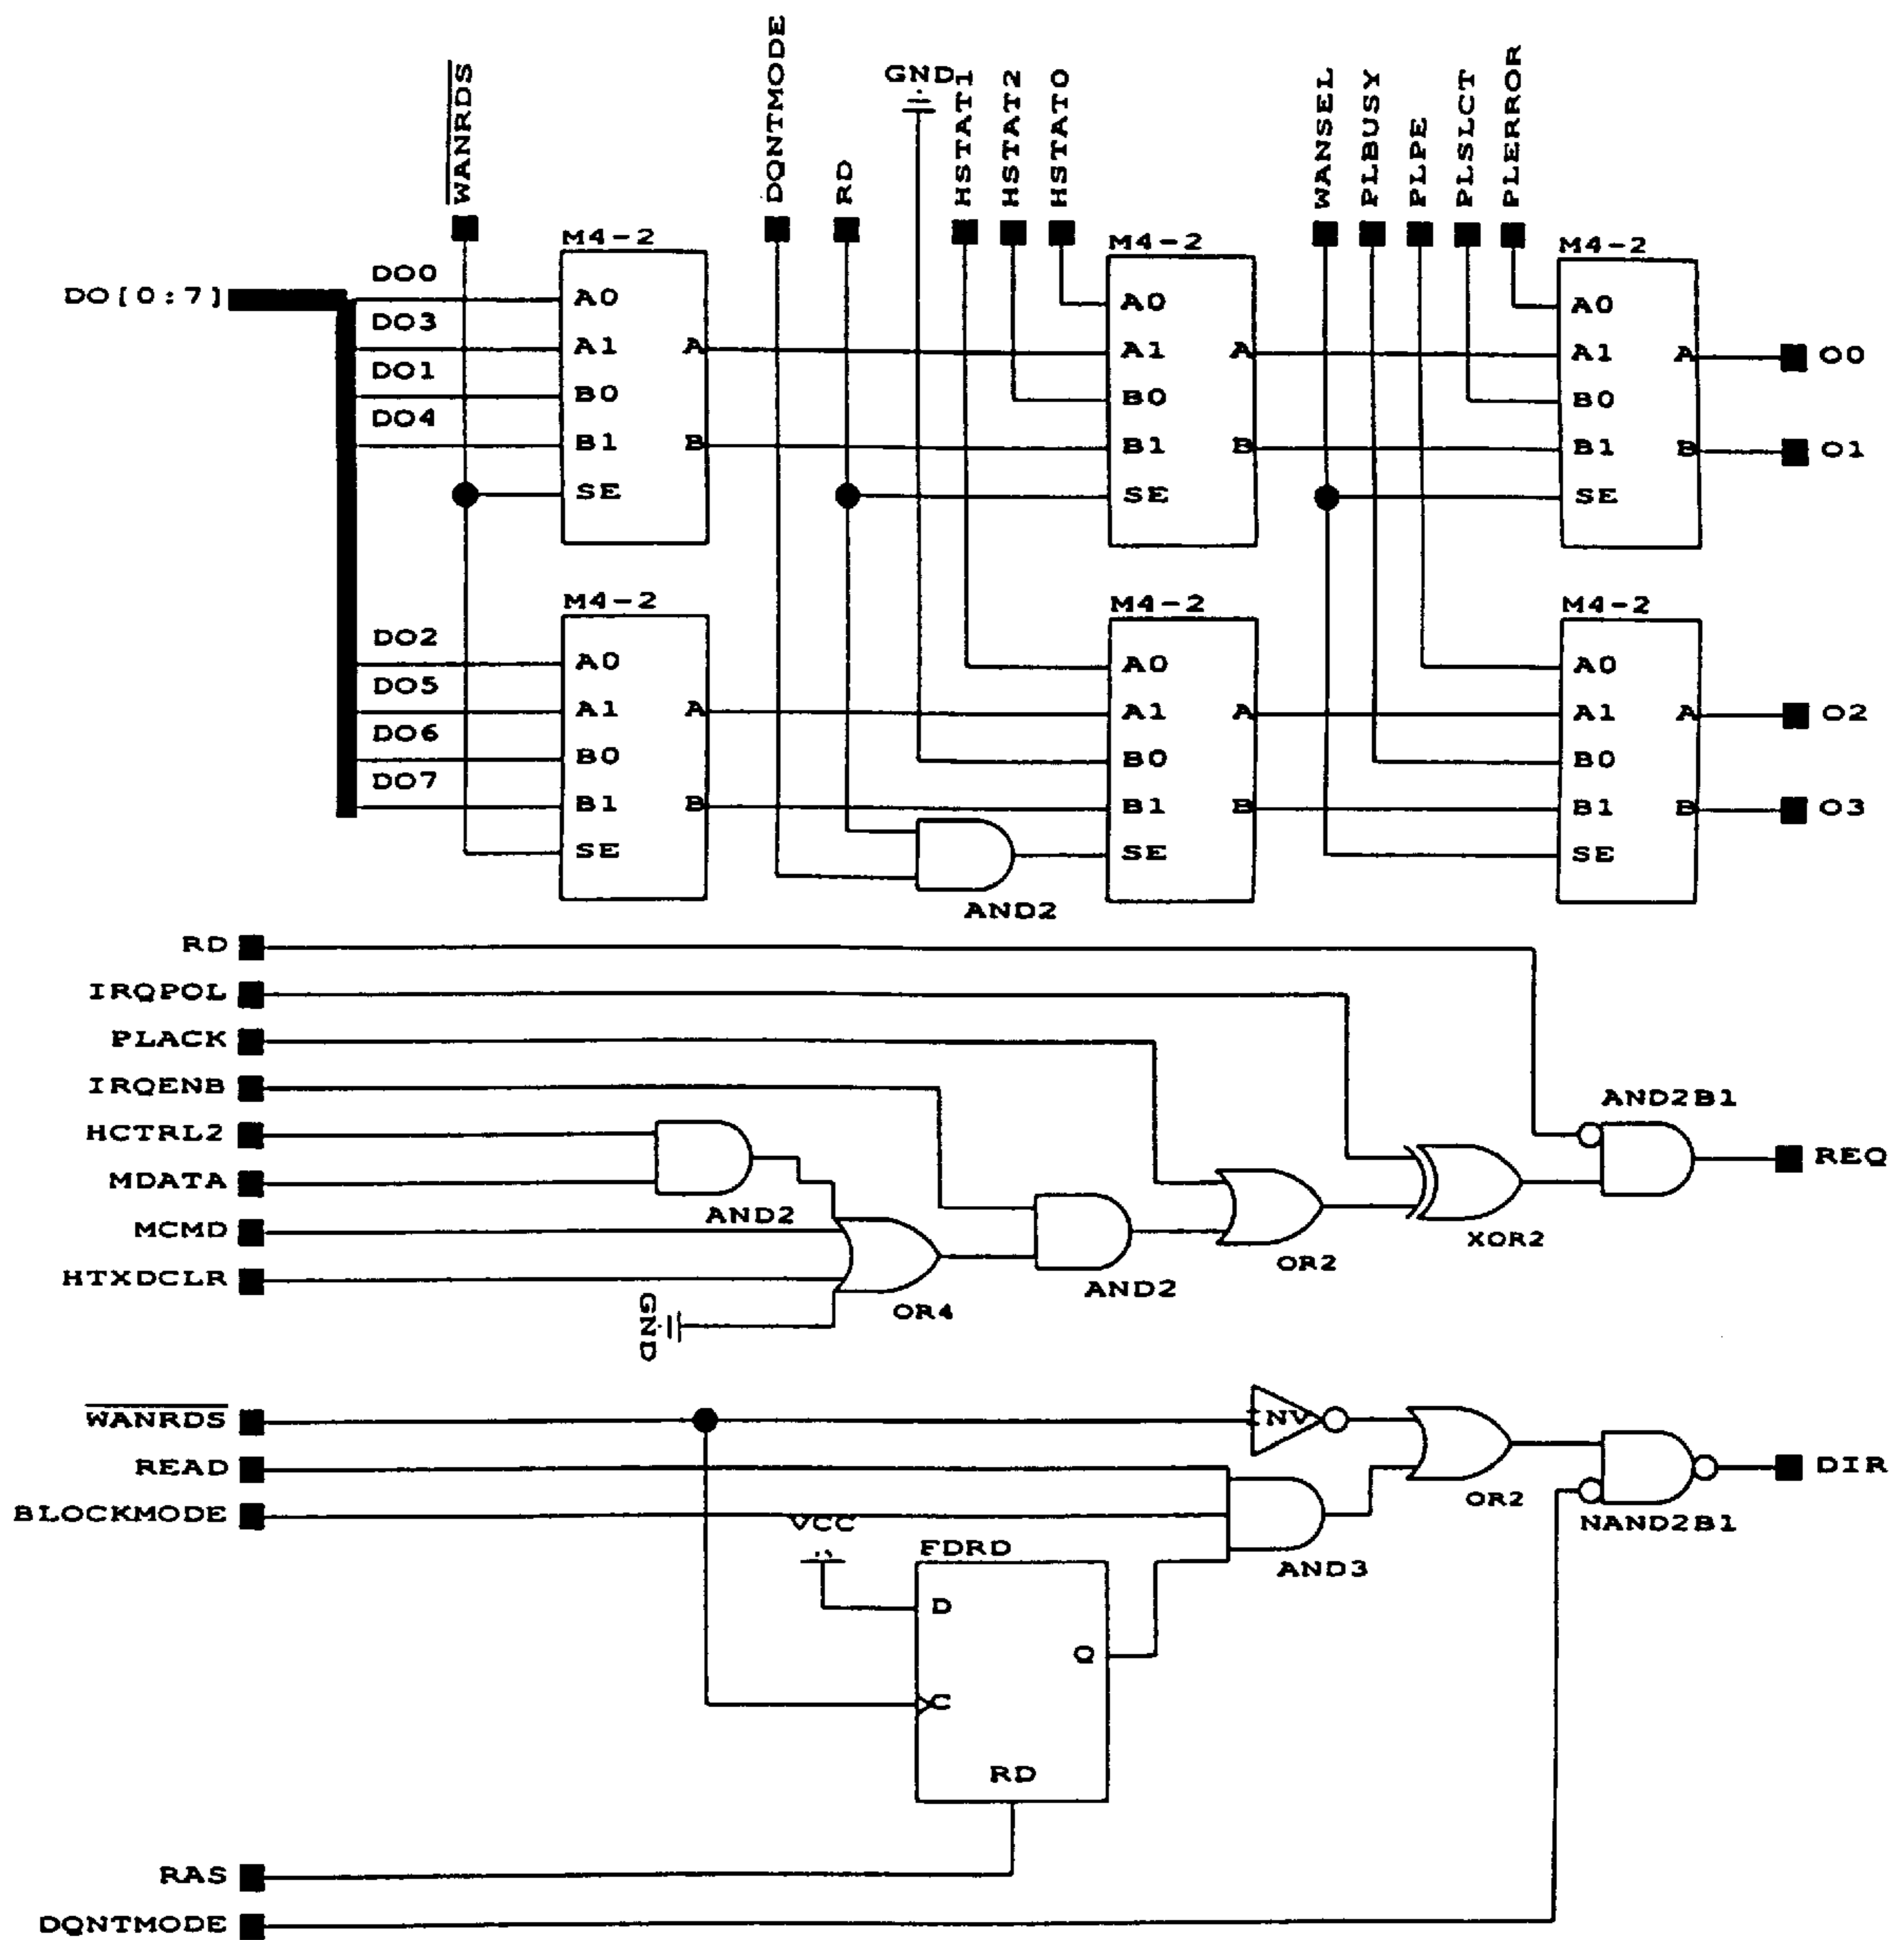 WANRDS
DQNTMODE
RD
GND
HSTAT1
HSTAT2
HSTAT0
WANSEL
PLBUSY
PLPE
PLSLCT
PLERROR
DO[0:7]
DO0
DO3
DO1
DO4
M4-2
A0
A1
B0
B1
SE
A
B
M4-2
A0
A1
B0
B1
SE
A
B
M4-2
A0
A1
B0
B1
SE
A
B
O0
O1
DO2
DO5
DO6
DO7
M4-2
A0
A1
B0
B1
SE
A
B
AND2
M4-2
A0
A1
B0
B1
SE
A
B
M4-2
A0
A1
B0
B1
SE
A
B
O2
O3
RD
IRQPOL
PLACK
IRQENB
HCTRL2
MDATA
MCMD
HTXDCLR
AND2
GND
OR4
AND2
OR2
XOR2
AND2B1
REQ
WANRDS
READ
BLOCKMODE
VCC
FDRD
D
Q
C
RD
INV
AND3
OR2
NAND2B1
DIR
RAS
DQNTMODE